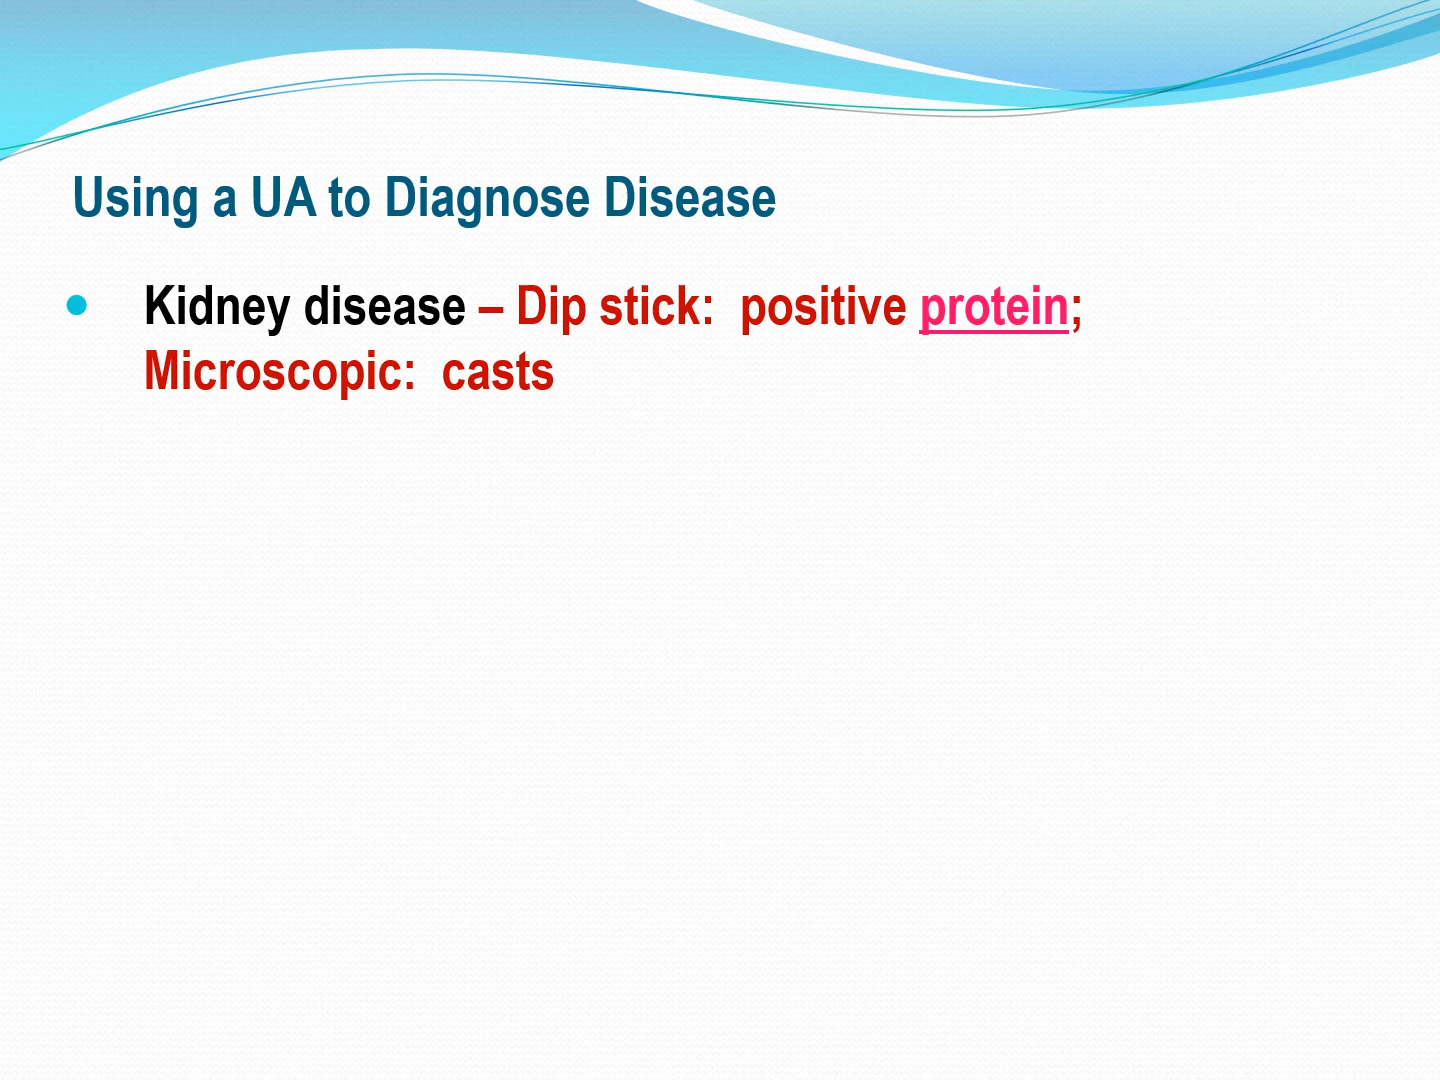 Using a UA to Diagnose Disease
• Kidney disease – Dip stick:  positive protein;
Microscopic:  casts